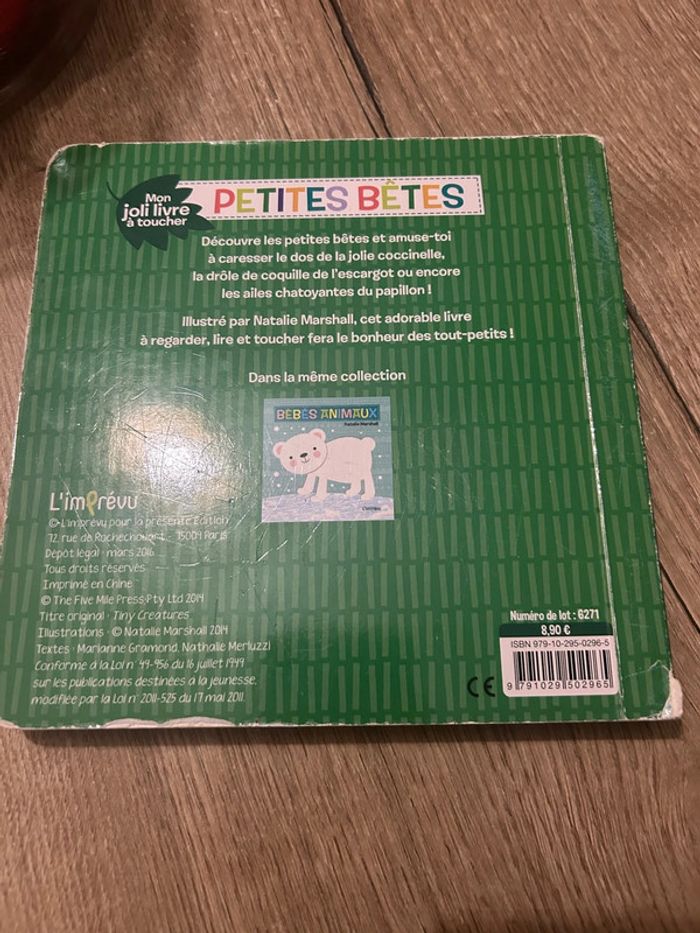 Mon
joli livre
à toucher
PETITES BÊTES
Découvre les petites bêtes et amuse-toi
à caresser le dos de la jolie coccinelle,
la drôle de coquille de l'escargot ou encore
les ailes chatoyantes du papillon !
Illustré par Natalie Marshall, cet adorable livre
à regarder, lire et toucher fera le bonheur des tout-petits !
Dans la même collection
BÉBÉS ANIMAUX
Natalie Marshall
L'imprévu
L'imprévu
© L'imprévu pour la présente édition
72, rue de Rochechouart - 75009 Paris
Dépôt légal - mars 2016
Tous droits réservés
Imprimé en Chine
© The Five Mile Press Pty Ltd 2014
Titre original - Tiny Creatures
Illustrations - © Natalie Marshall 2014
Textes - Marianne Gramond, Nathalie Merluzzi
Conforme à la loi n° 49-956 du 16 juillet 1949
sur les publications destinées à la jeunesse,
modifiée par la loi n° 2011-525 du 17 mai 2011.
Numéro de lot : 6271
8,90 €
ISBN 979-10-295-0296-5
CE
9 791029 502965